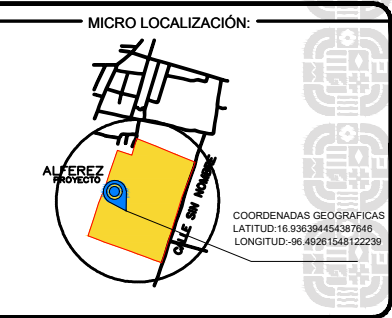 MICRO LOCALIZACIÓN:
ALFEREZ
PROYECTO
CALLE SIN NOMBRE
COORDENADAS GEOGRAFICAS
LATITUD:16.936394454387646
LONGITUD:-96.49261548122239